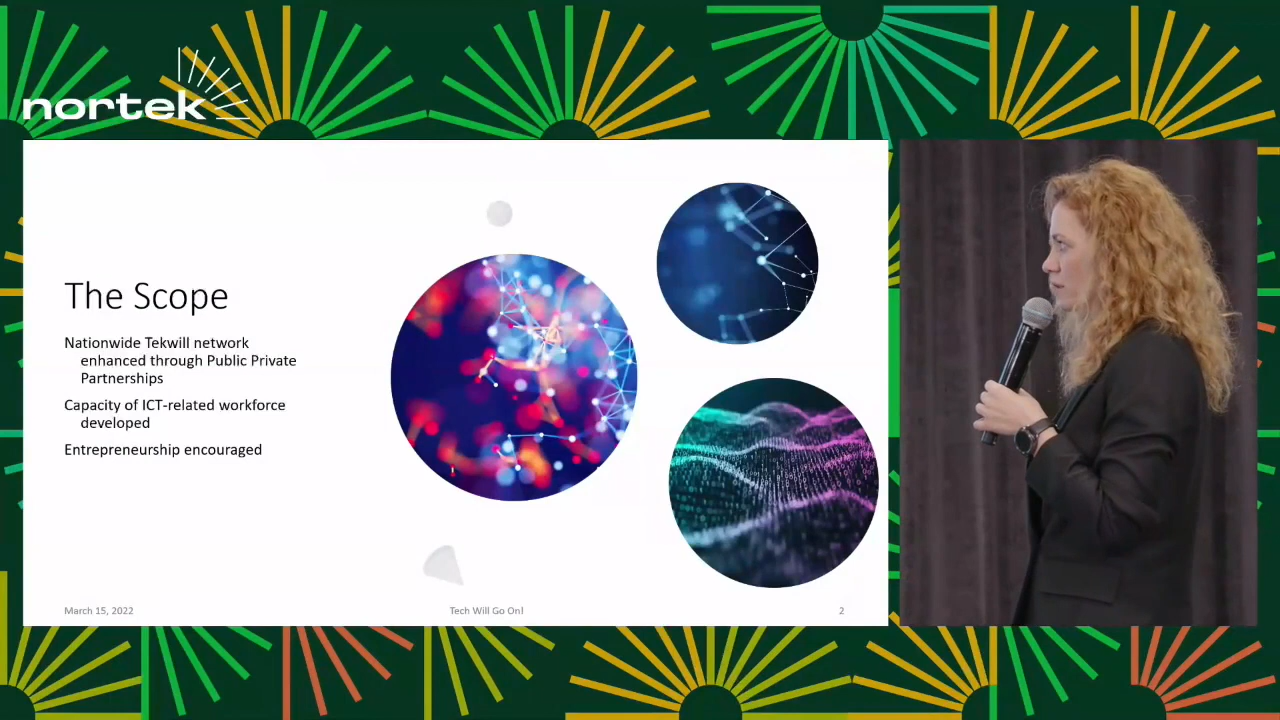 nortek
The Scope
Nationwide Tekwill network
enhanced through Public Private
Partnerships
Capacity of ICT-related workforce
developed
Entrepreneurship encouraged
March 15, 2022
Tech Will Go On!
2